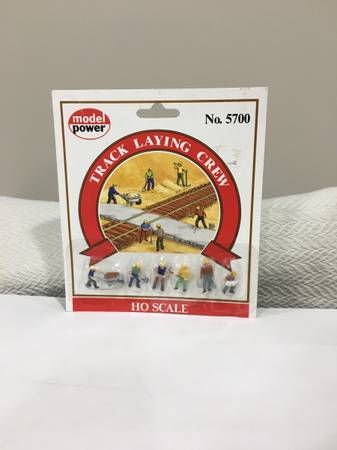 model
power
No. 5700
TRACK LAYING CREW
HO SCALE